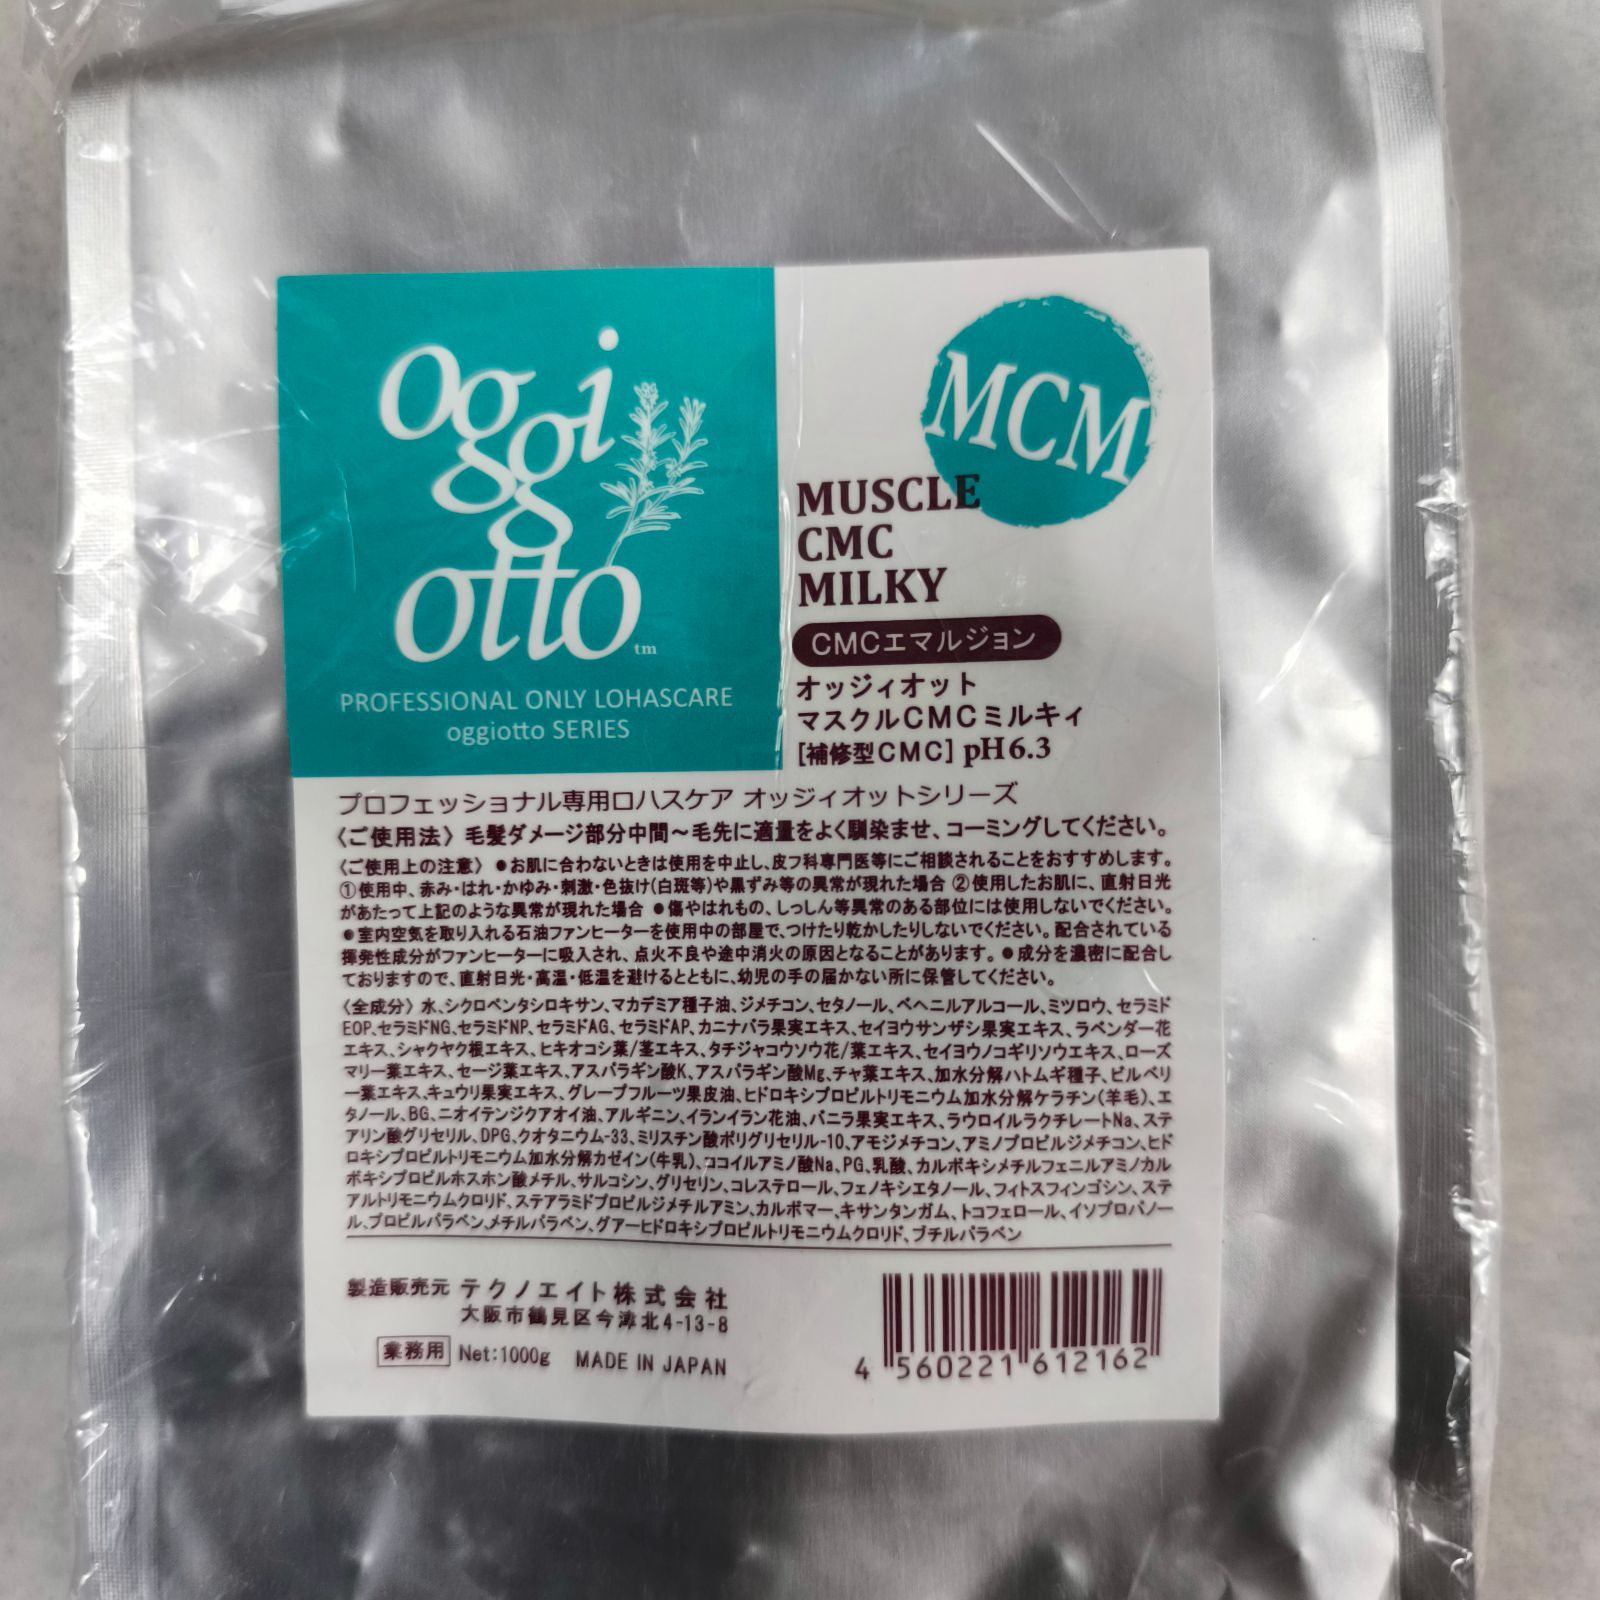 oggi
otto
tm
PROFESSIONAL ONLY LOHASCARE
oggiotto SERIES
MCM
MUSCLE
CMC
MILKY
CMCエマルジョン
オッジィオット
マスクルCMCミルキィ
[補修型CMC] pH6.3
プロフェッショナル専用ロハスケア オッジィオットシリーズ
〈ご使用法〉毛髪ダメージ部分中間～毛先に適量をよく馴染ませ、コーミングしてください。
〈ご使用上の注意〉●お肌に合わないときは使用を中止し、皮フ科専門医等にご相談されることをおすすめします。
①使用中、赤み・はれ・かゆみ・刺激・色抜け(白斑等)や黒ずみ等の異常が現れた場合 ②使用したお肌に、直射日光
があたって上記のような異常が現れた場合 ●傷やはれもの、しっしん等異常のある部位には使用しないでください。
●室内空気を取り入れる石油ファンヒーターを使用中の部屋で、つけたり乾かしたりしないでください。配合されている
揮発性成分がファンヒーターに吸入され、点火不良や途中消火の原因となることがあります。●成分を濃密に配合し
ておりますので、直射日光・高温・低温を避けるとともに、幼児の手の届かない所に保管してください。
〈全成分〉水、シクロペンタシロキサン、マカデミア種子油、ジメチコン、セタノール、ベヘニルアルコール、ミツロウ、セラミド
EOP、セラミドNG、セラミドNP、セラミドAG、セラミドAP、カニナバラ果実エキス、セイヨウサンザシ果実エキス、ラベンダー花
エキス、シャクヤク根エキス、ヒキオコシ葉/茎エキス、タチジャコウソウ花/葉エキス、セイヨウノコギリソウエキス、ローズ
マリー葉エキス、セージ葉エキス、アスパラギン酸K、アスパラギン酸Mg、チャ葉エキス、加水分解ハトムギ種子、ビルベリ
ー葉エキス、キュウリ果実エキス、グレープフルーツ果皮油、ヒドロキシプロピルトリモニウム加水分解ケラチン(羊毛)、エ
タノール、BG、ニオイテンジクアオイ油、アルギニン、イランイラン花油、バニラ果実エキス、ラウロイルラクチレートNa、ステ
アリン酸グリセリル、DPG、クオタニウム-33、ミリスチン酸ポリグリセリル-10、アモジメチコン、アミノプロピルジメチコン、ヒド
ロキシプロピルトリモニウム加水分解カゼイン(牛乳)、ココイルアミノ酸Na、PG、乳酸、カルボキシメチルフェニルアミノカル
ボキシプロピルホスホン酸メチル、サルコシン、グリセリン、コレステロール、フェノキシエタノール、フィトスフィンゴシン、ステ
アルトリモニウムクロリド、ステアラミドプロピルジメチルアミン、カルボマー、キサンタンガム、トコフェロール、イソプロパノー
ル、プロピルパラベン、メチルパラベン、グアーヒドロキシプロピルトリモニウムクロリド、ブチルパラベン
製造販売元 テクノエイト株式会社
大阪市鶴見区今津北4-13-8
業務用 Net:1000g MADE IN JAPAN
4 560221 612162